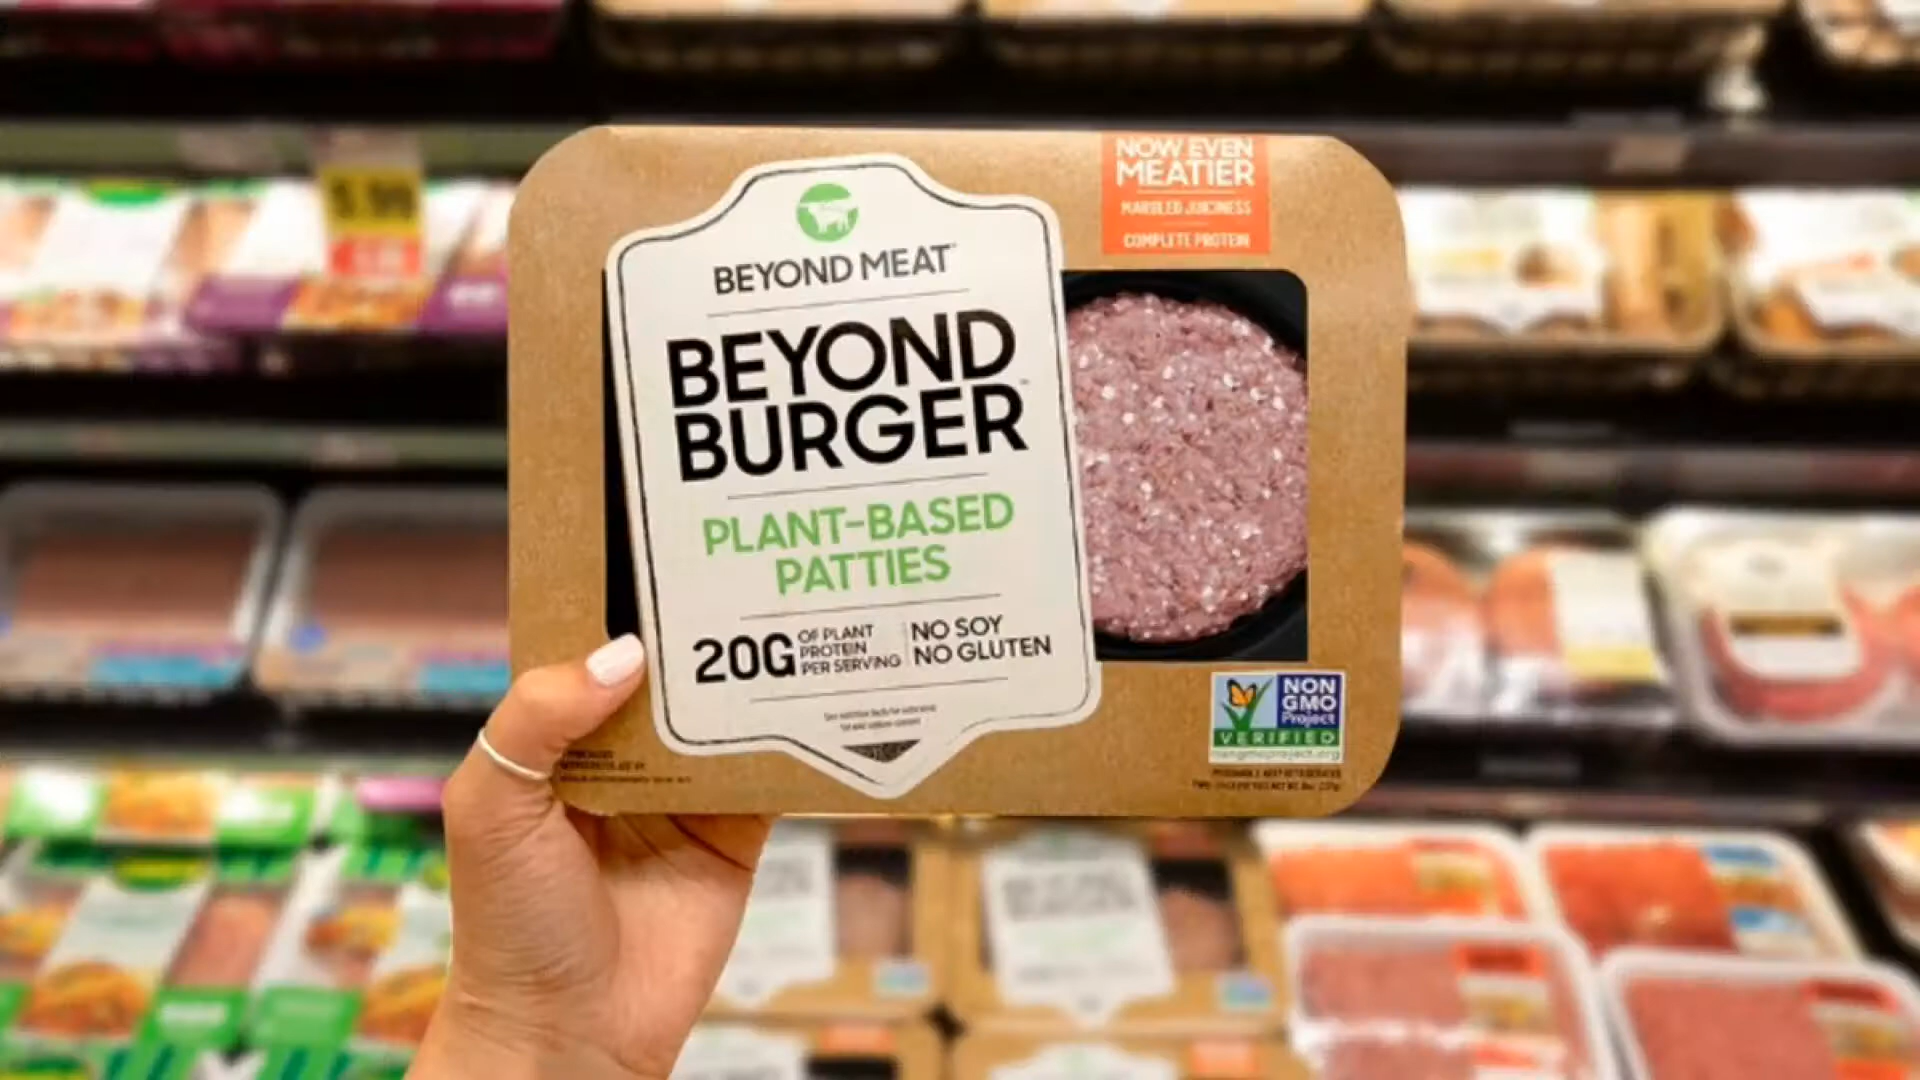 BEYOND MEAT
BEYOND
BURGER
PLANT-BASED
PATTIES
20G OF PLANT
PROTEIN
PER SERVING
NO SOY
NO GLUTEN
NOW EVEN
MEATIER
MARBLED JUICINESS
COMPLETE PROTEIN
NON
GMO
Project
VERIFIED
nongmoproject.org